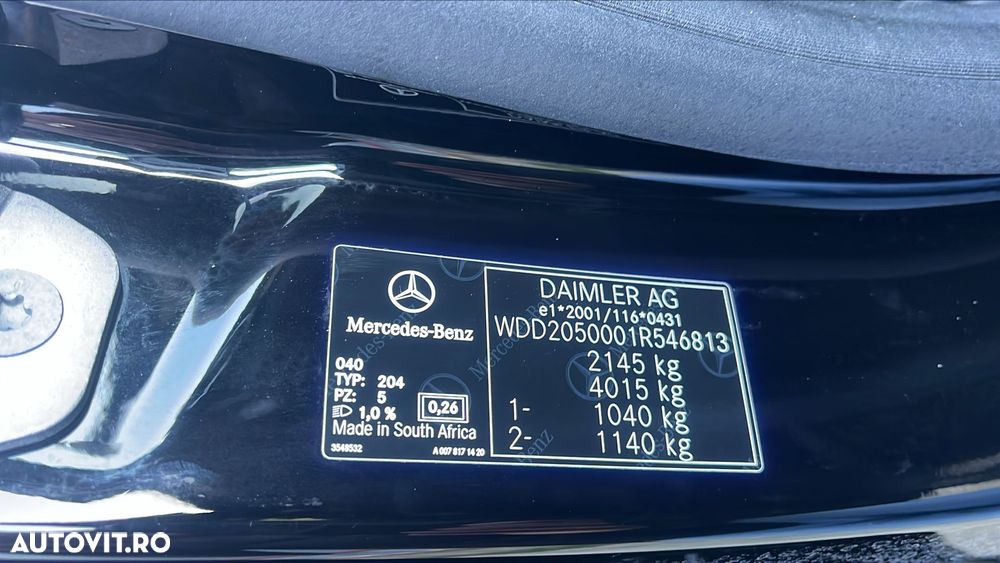 Mercedes-Benz
040
TYP: 204
PZ: 5
1,0 %
0,26
Made in South Africa
3548532
A 007 817 14 20
DAIMLER AG
e1*2001/116*0431
WDD2050001R546813
2145 kg
4015 kg
1- 1040 kg
2- 1140 kg
AUTOVIT.RO